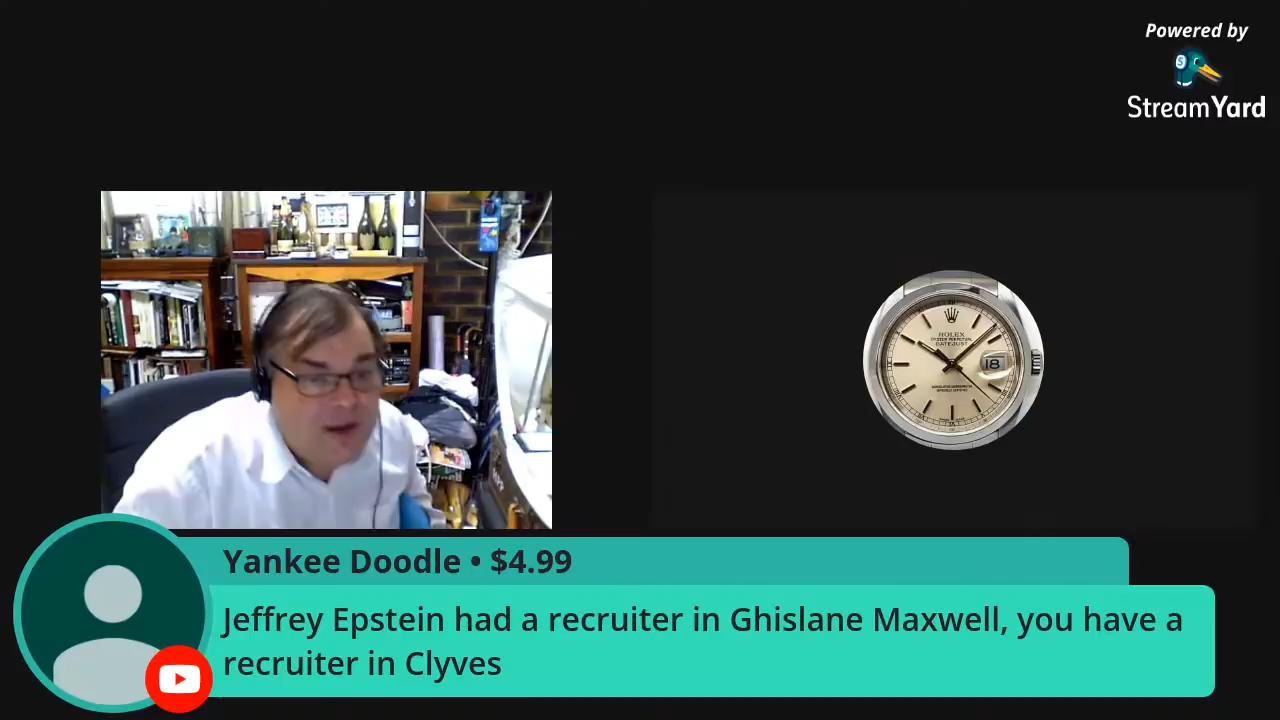 Powered by
StreamYard
ROLEX
OYSTER PERPETUAL
DATEJUST
18
Yankee Doodle • $4.99
Jeffrey Epstein had a recruiter in Ghislane Maxwell, you have a
recruiter in Clyves